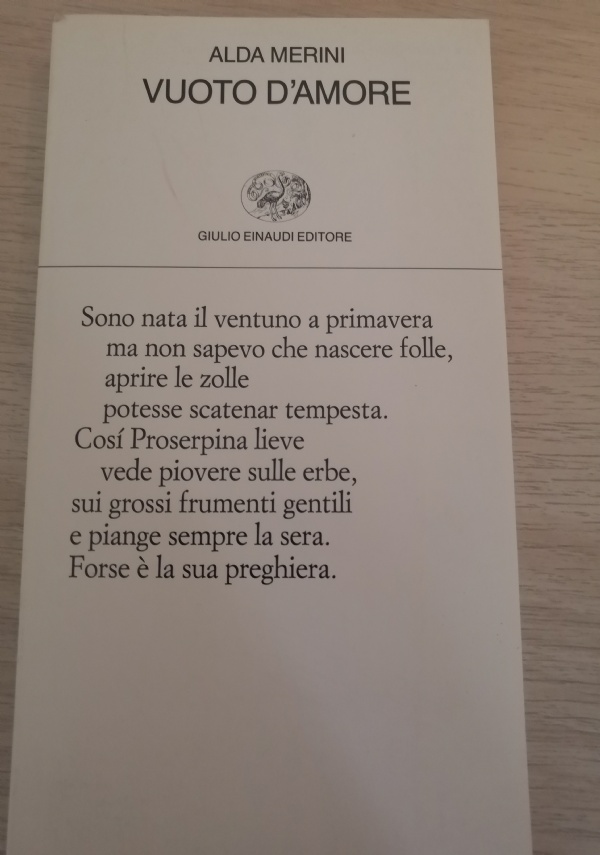 ALDA MERINI
VUOTO D'AMORE
GIULIO EINAUDI EDITORE
Sono nata il ventuno a primavera
ma non sapevo che nascere folle,
aprire le zolle
potesse scatenar tempesta.
Cosí Proserpina lieve
vede piovere sulle erbe,
sui grossi frumenti gentili
e piange sempre la sera.
Forse è la sua preghiera.